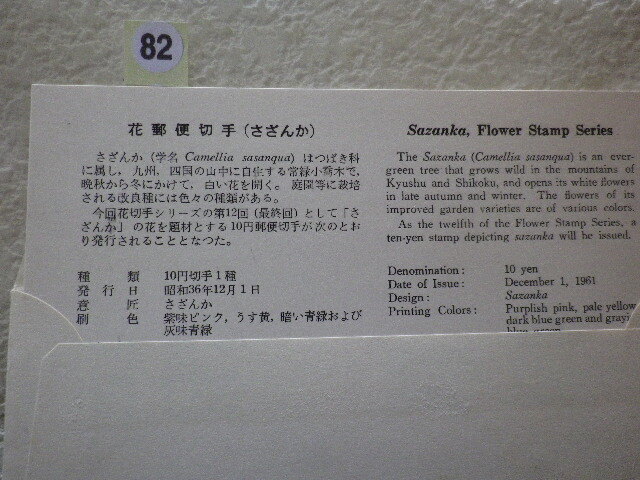 82
花郵便切手(さざんか)
さざんか(学名 Camellia sasanqua)はつばき科
に属し、九州、四国の山中に自生する常緑小喬木で、
晩秋から冬にかけて、白い花を開く。庭園等に栽培
される改良種には色々の種類がある。
今回花切手シリーズの第12回(最終回)として「さ
ざんか」の花を題材とする10円郵便切手が次のとお
り発行されることとなつた。
種類 10円切手1種
発行日 昭和36年12月1日
意匠 さざんか
刷色 紫味ピンク,うす黄,暗い青緑および
灰味青緑
Sazanka, Flower Stamp Series
The Sazanka (Camellia sasanqua) is an ever-
green tree that grows wild in the mountains of
Kyushu and Shikoku, and opens its white flowers
in late autumn and winter. The flowers of its
improved garden varieties are of various colors.
As the twelfth of the Flower Stamp Series, a
ten-yen stamp depicting sazanka will be issued.
Denomination: 10 yen
Date of Issue: December 1, 1961
Design: Sazanka
Printing Colors: Purplish pink, pale yellow
dark blue green and grayi
blue green